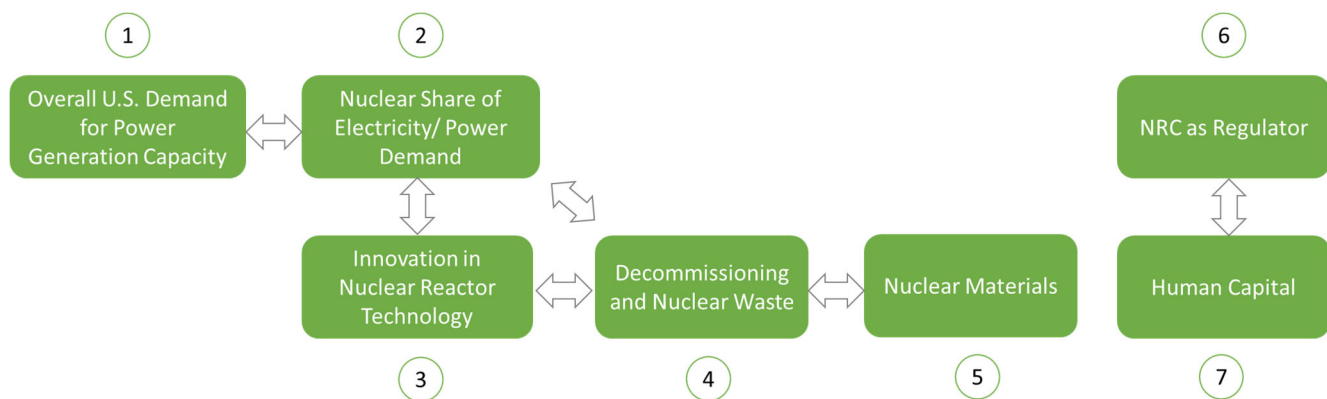 1
2
6
Overall U.S. Demand
for Power
Generation Capacity
Nuclear Share of
Electricity/ Power
Demand
NRC as Regulator
Innovation in
Nuclear Reactor
Technology
Decommissioning
and Nuclear Waste
Nuclear Materials
Human Capital
3
4
5
7